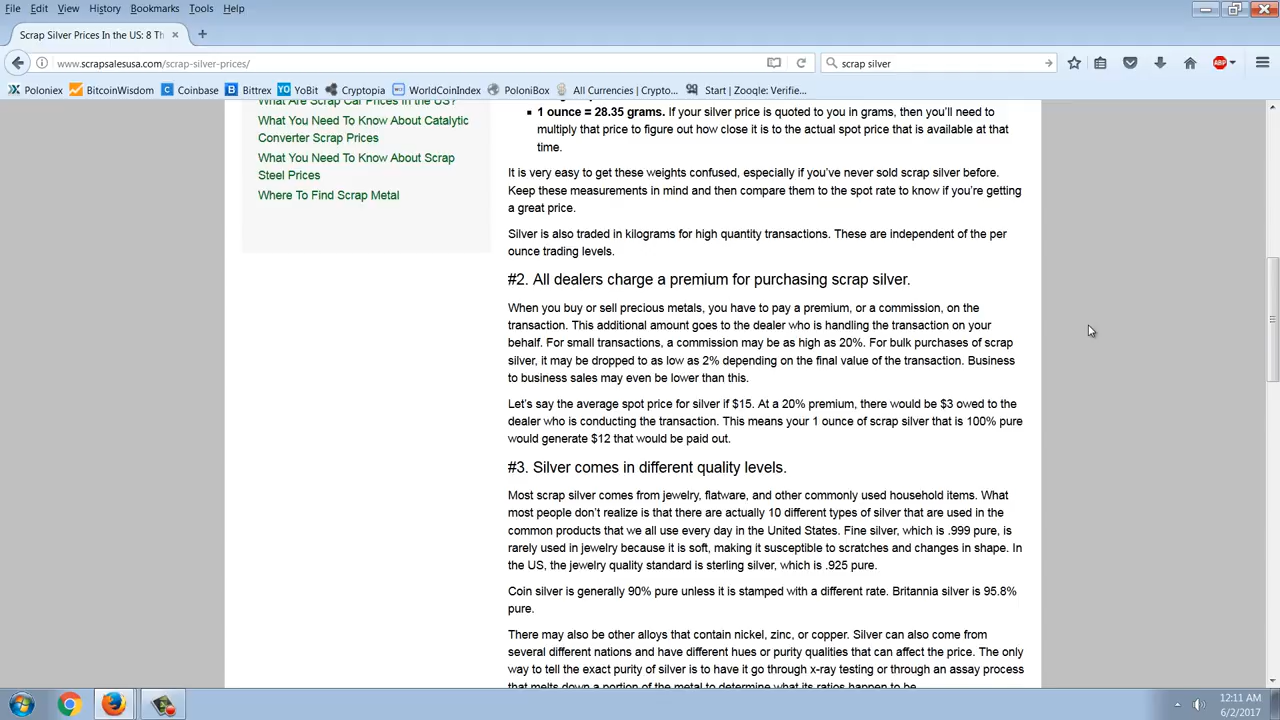 File Edit View History Bookmarks Tools Help
Scrap Silver Prices In the US: 8 Th
www.scrapsalesusa.com/scrap-silver-prices/
scrap silver
ABP
Poloniex BitcoinWisdom Coinbase Bittrex YoBit Cryptopia WorldCoinIndex PoloniBox All Currencies | Crypto... Start | Zooqle: Verifie...
What Are Scrap Car Prices In the US?
What You Need To Know About Catalytic
Converter Scrap Prices
What You Need To Know About Scrap
Steel Prices
Where To Find Scrap Metal
1 ounce = 28.35 grams. If your silver price is quoted to you in grams, then you'll need to
multiply that price to figure out how close it is to the actual spot price that is available at that
time.
It is very easy to get these weights confused, especially if you've never sold scrap silver before.
Keep these measurements in mind and then compare them to the spot rate to know if you're getting
a great price.
Silver is also traded in kilograms for high quantity transactions. These are independent of the per
ounce trading levels.
#2. All dealers charge a premium for purchasing scrap silver.
When you buy or sell precious metals, you have to pay a premium, or a commission, on the
transaction. This additional amount goes to the dealer who is handling the transaction on your
behalf. For small transactions, a commission may be as high as 20%. For bulk purchases of scrap
silver, it may be dropped to as low as 2% depending on the final value of the transaction. Business
to business sales may even be lower than this.
Let's say the average spot price for silver if $15. At a 20% premium, there would be $3 owed to the
dealer who is conducting the transaction. This means your 1 ounce of scrap silver that is 100% pure
would generate $12 that would be paid out.
#3. Silver comes in different quality levels.
Most scrap silver comes from jewelry, flatware, and other commonly used household items. What
most people don't realize is that there are actually 10 different types of silver that are used in the
common products that we all use every day in the United States. Fine silver, which is .999 pure, is
rarely used in jewelry because it is soft, making it susceptible to scratches and changes in shape. In
the US, the jewelry quality standard is sterling silver, which is .925 pure.
Coin silver is generally 90% pure unless it is stamped with a different rate. Britannia silver is 95.8%
pure.
There may also be other alloys that contain nickel, zinc, or copper. Silver can also come from
several different nations and have different hues or purity qualities that can affect the price. The only
way to tell the exact purity of silver is to have it go through x-ray testing or through an assay process
that melts down a portion of the metal to determine what its ratios happen to be.
12:11 AM
6/2/2017